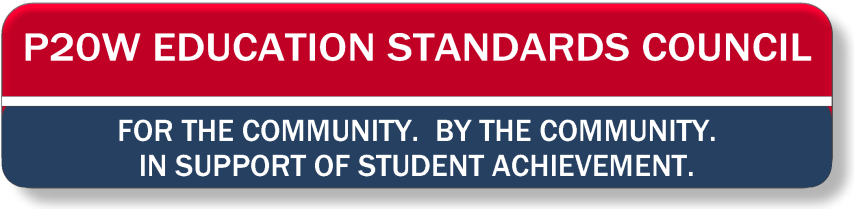 P20W EDUCATION STANDARDS COUNCIL
FOR THE COMMUNITY.  BY THE COMMUNITY.
IN SUPPORT OF STUDENT ACHIEVEMENT.